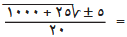 = ۵ ± √۲۵ + ۱۰۰۰
۲۰